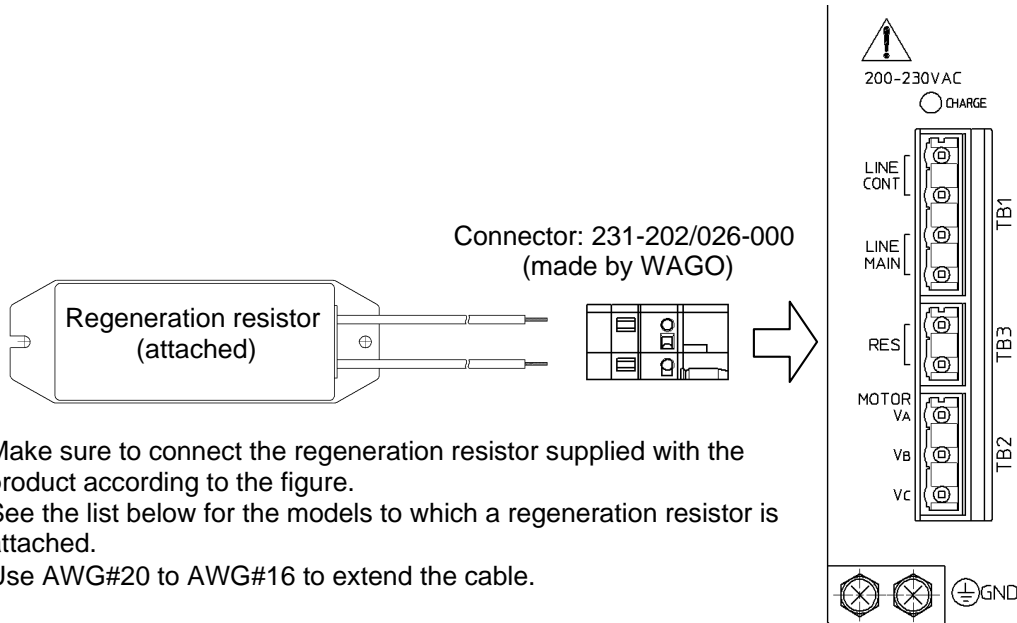 200-230VAC
CHARGE
LINE
CONT
TB1
Connector: 231-202/026-000
(made by WAGO)
LINE
MAIN
Regeneration resistor
(attached)
RES
TB3
MOTOR
VA
VB
VC
TB2
Make sure to connect the regeneration resistor supplied with the
product according to the figure.
See the list below for the models to which a regeneration resistor is
attached.
Use AWG#20 to AWG#16 to extend the cable.
GND